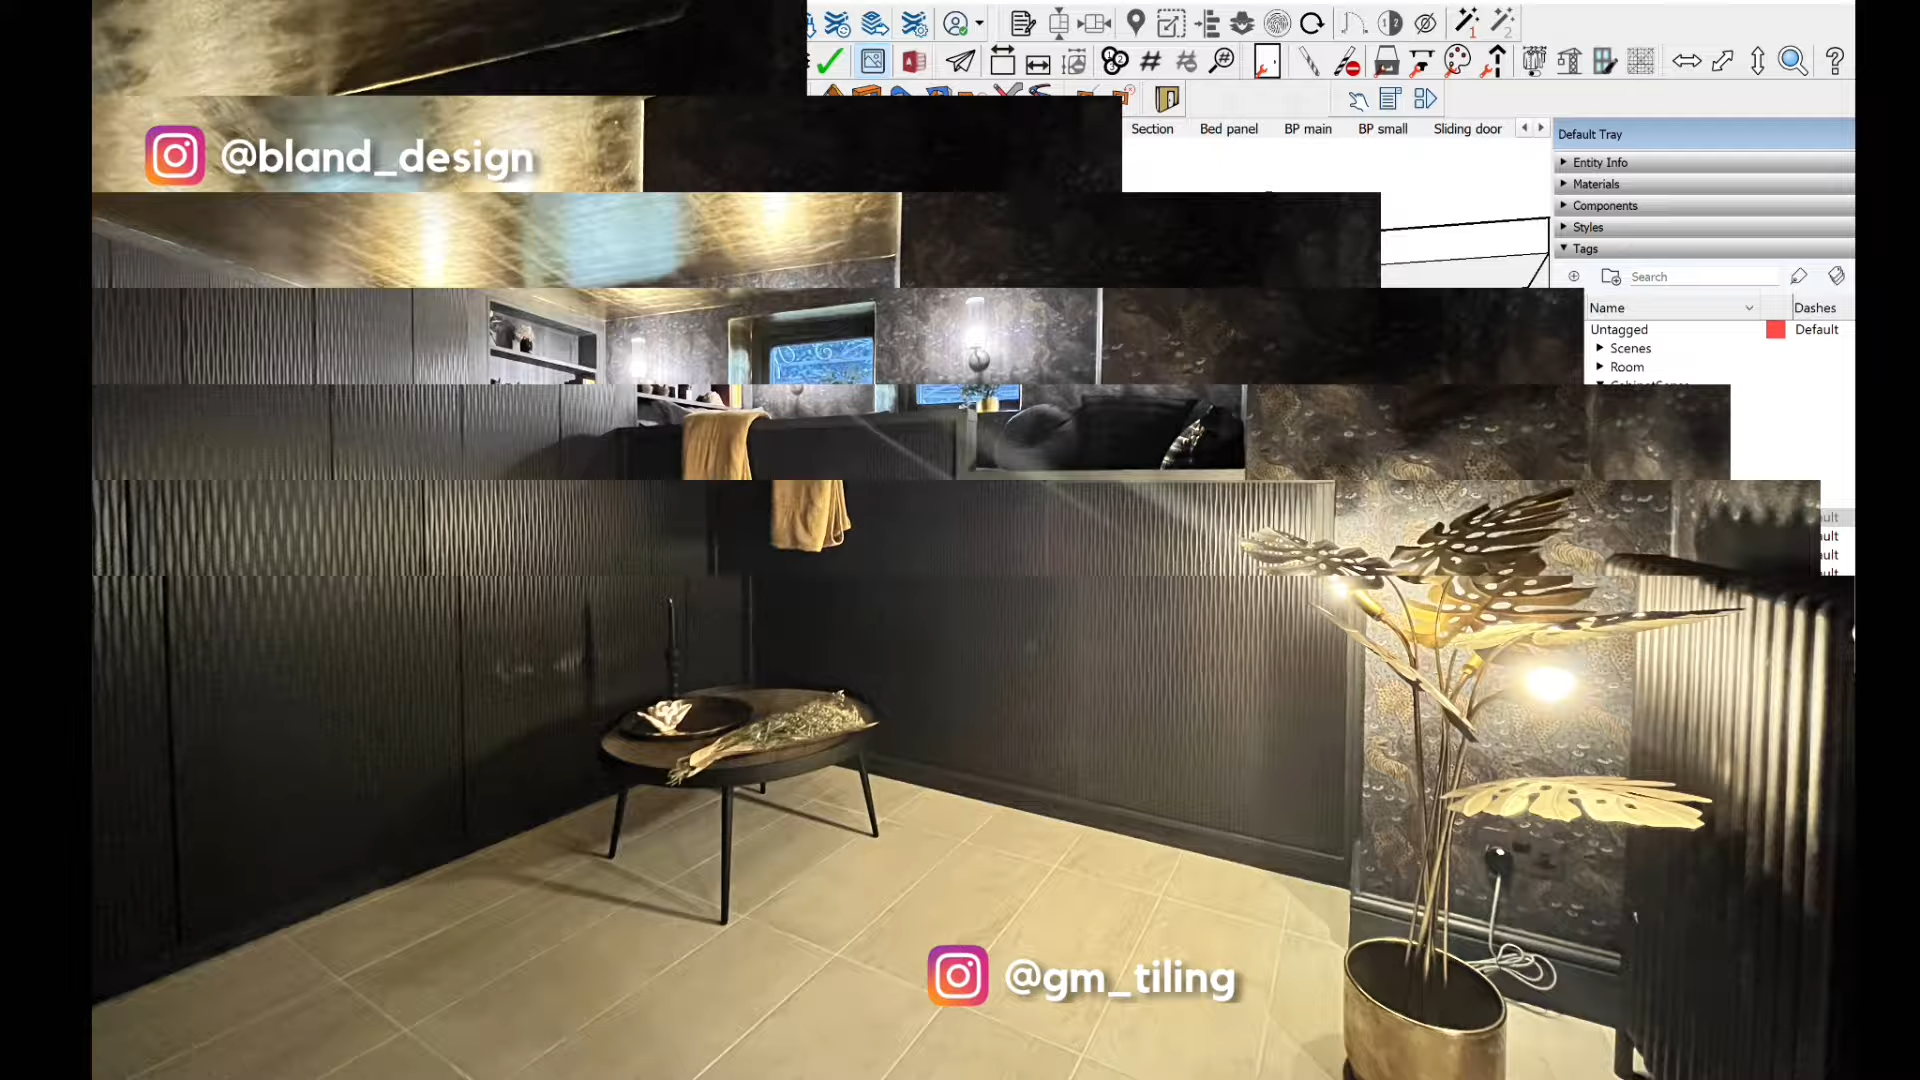 @bland_design
Section Bed panel BP main BP small Sliding door
Default Tray
Entity Info
Materials
Components
Styles
Tags
Search
Name Dashes
Untagged Default
Scenes
Room
@gm_tiling